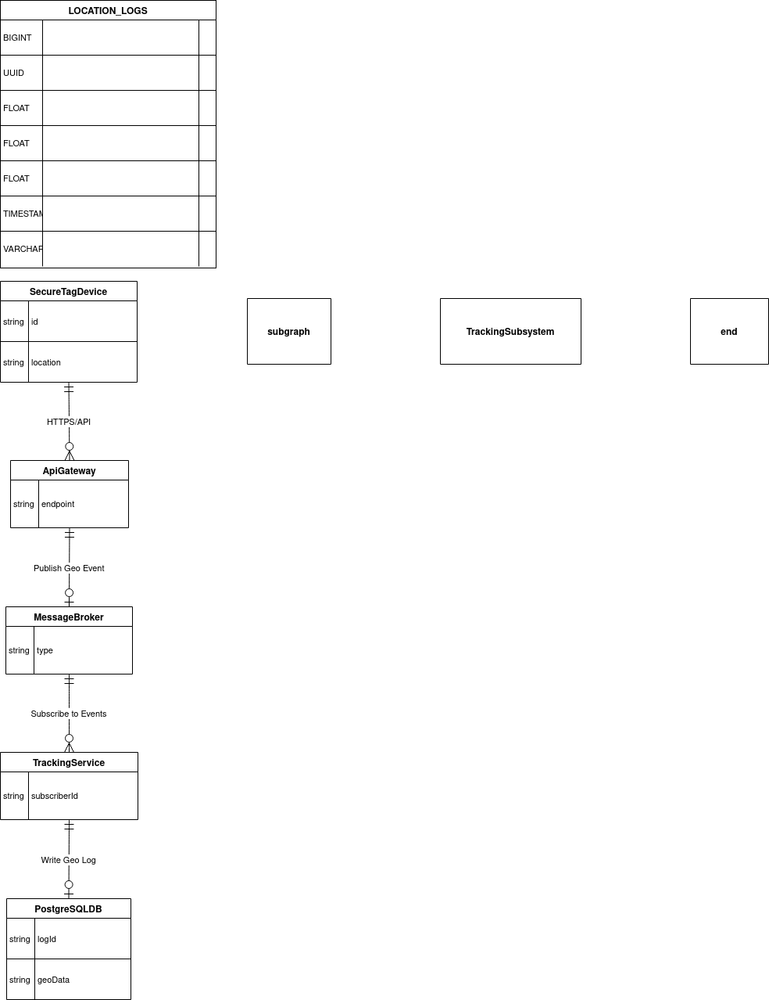 LOCATION_LOGS
BIGINT
UUID
FLOAT
FLOAT
FLOAT
TIMESTAM
VARCHAR
SecureTagDevice
string id
string location
subgraph
TrackingSubsystem
end
HTTPS/API
ApiGateway
string endpoint
Publish Geo Event
MessageBroker
string type
Subscribe to Events
TrackingService
string subscriberId
Write Geo Log
PostgreSQLDB
string logId
string geoData